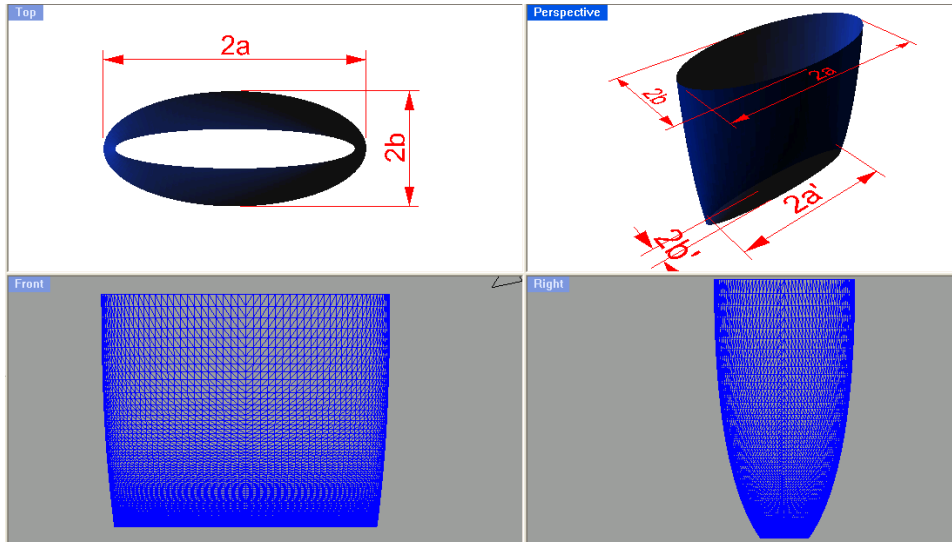 Top
2a
2b
Perspective
2a
2b
2a'
2b'
Front
Right